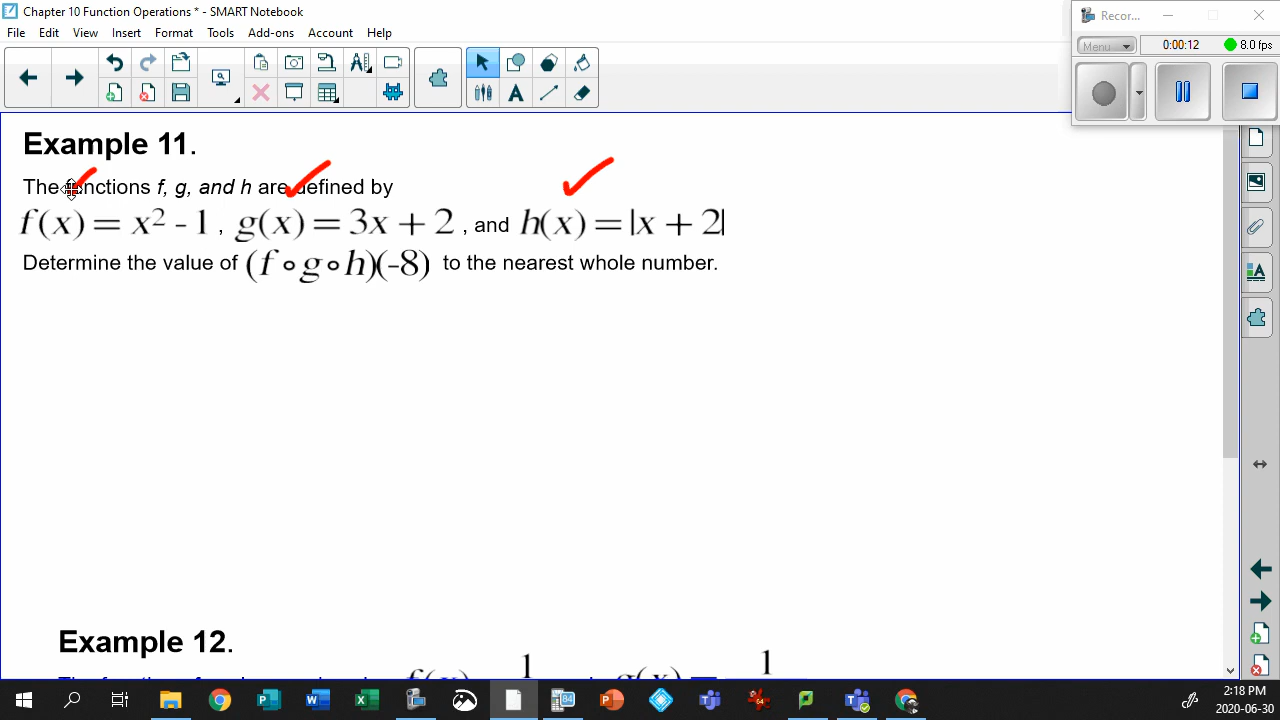 Chapter 10 Function Operations * - SMART Notebook
File Edit View Insert Format Tools Add-ons Account Help
Recor...
Menu 0:00:12 8.0 fps
Example 11.
The functions f, g, and h are defined by
f(x) = x² - 1 , g(x) = 3x + 2 , and h(x) = |x + 2|
Determine the value of (f ∘ g ∘ h)(-8) to the nearest whole number.
Example 12.
2:18 PM
2020-06-30